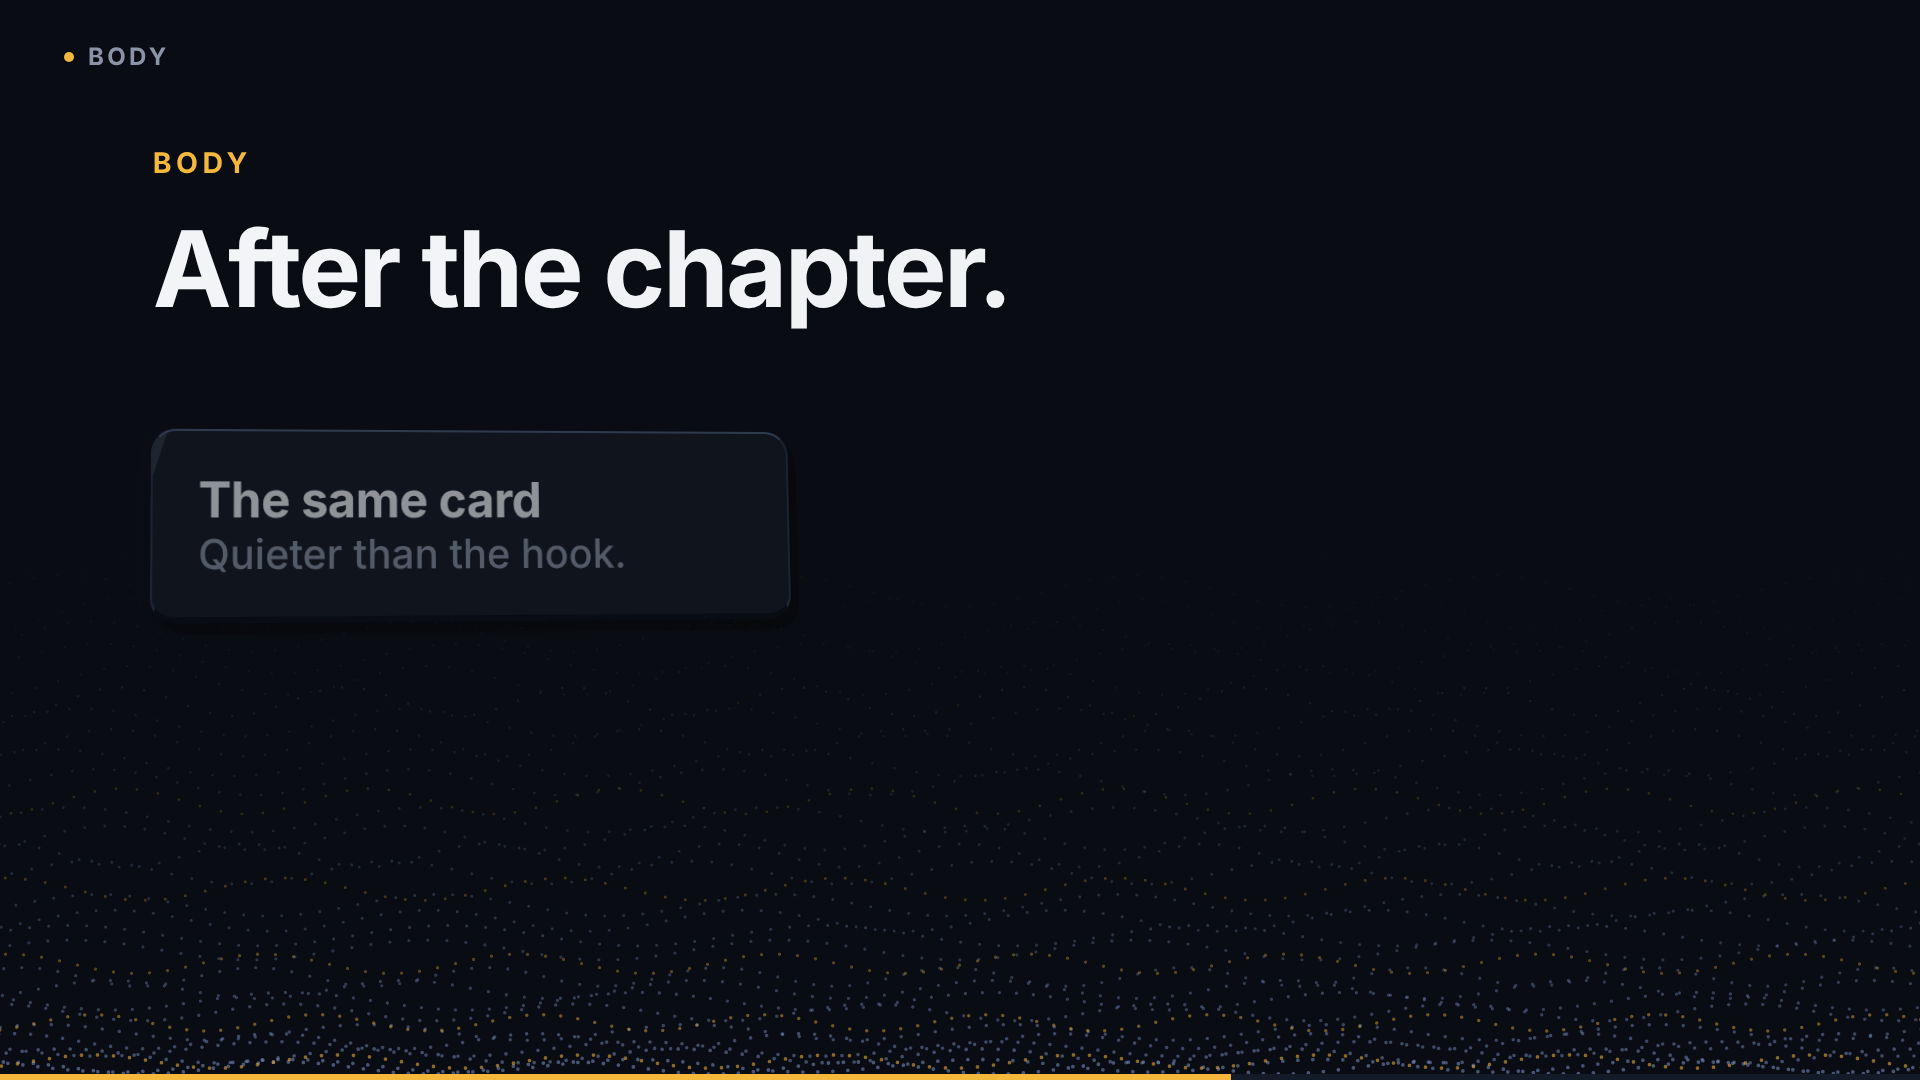 BODY
BODY
After the chapter.
The same card
Quieter than the hook.